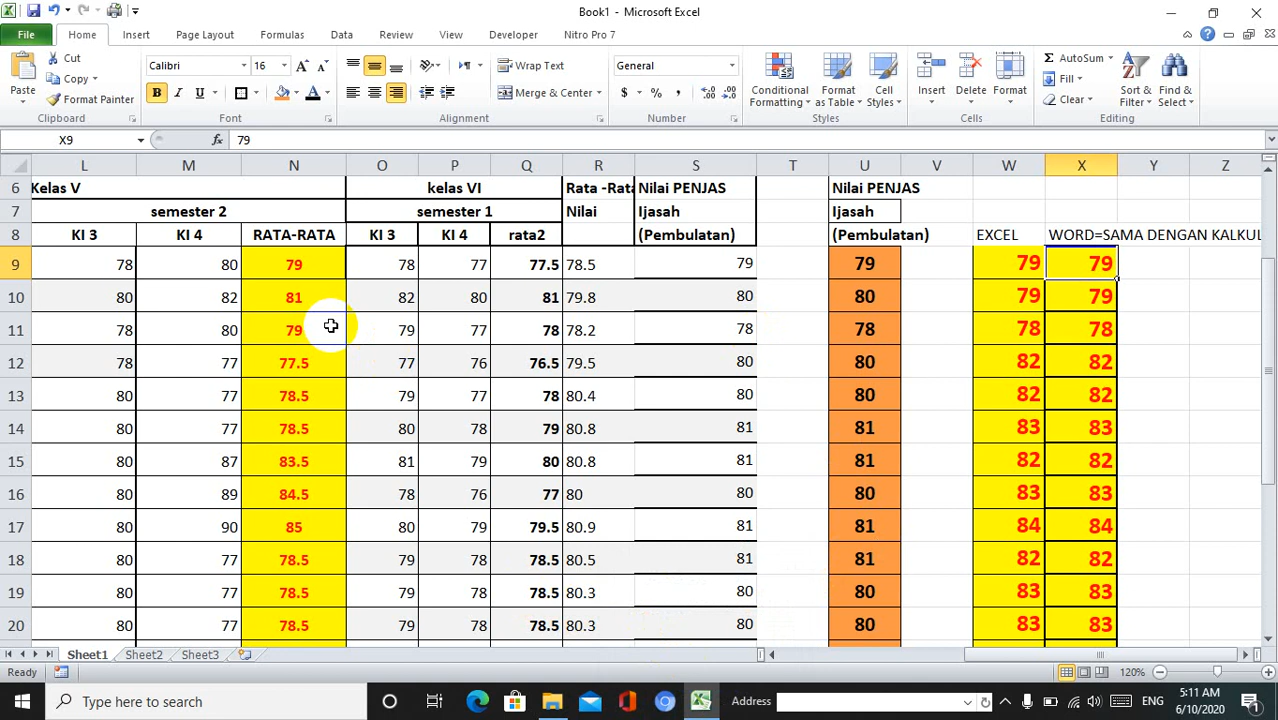 Book1 - Microsoft Excel
File Home Insert Page Layout Formulas Data Review View Developer Nitro Pro 7
Paste Cut Copy Format Painter Clipboard
Calibri 16 A A B I U A Font
Wrap Text Merge & Center Alignment
General $ % , Number
Conditional Formatting Format as Table Cell Styles Styles
Insert Delete Format Cells
Σ AutoSum Fill Clear Sort & Filter Find & Select Editing
X9 fx 79
L M N O P Q R S T U V W X Y Z
6 Kelas V kelas VI Rata -Rata Nilai PENJAS Nilai PENJAS
7 semester 2 semester 1 Nilai Ijasah Ijasah
8 KI 3 KI 4 RATA-RATA KI 3 KI 4 rata2 (Pembulatan) (Pembulatan) EXCEL WORD=SAMA DENGAN KALKUL
9 78 80 79 78 77 77.5 78.5 79 79 79 79
10 80 82 81 82 80 81 79.8 80 80 79 79
11 78 80 79 79 77 78 78.2 78 78 78 78
12 78 77 77.5 77 76 76.5 79.5 80 80 82 82
13 80 77 78.5 79 77 78 80.4 80 80 82 82
14 80 77 78.5 80 78 79 80.8 81 81 83 83
15 80 87 83.5 81 79 80 80.8 81 81 82 82
16 80 89 84.5 78 76 77 80 80 80 83 83
17 80 90 85 80 79 79.5 80.9 81 81 84 84
18 80 77 78.5 79 78 78.5 80.5 81 81 82 82
19 80 77 78.5 79 78 78.5 80.3 80 80 83 83
20 80 77 78.5 79 78 78.5 80.3 80 80 83 83
Sheet1 Sheet2 Sheet3
Ready 120%
Type here to search Address ENG 5:11 AM
6/10/2020